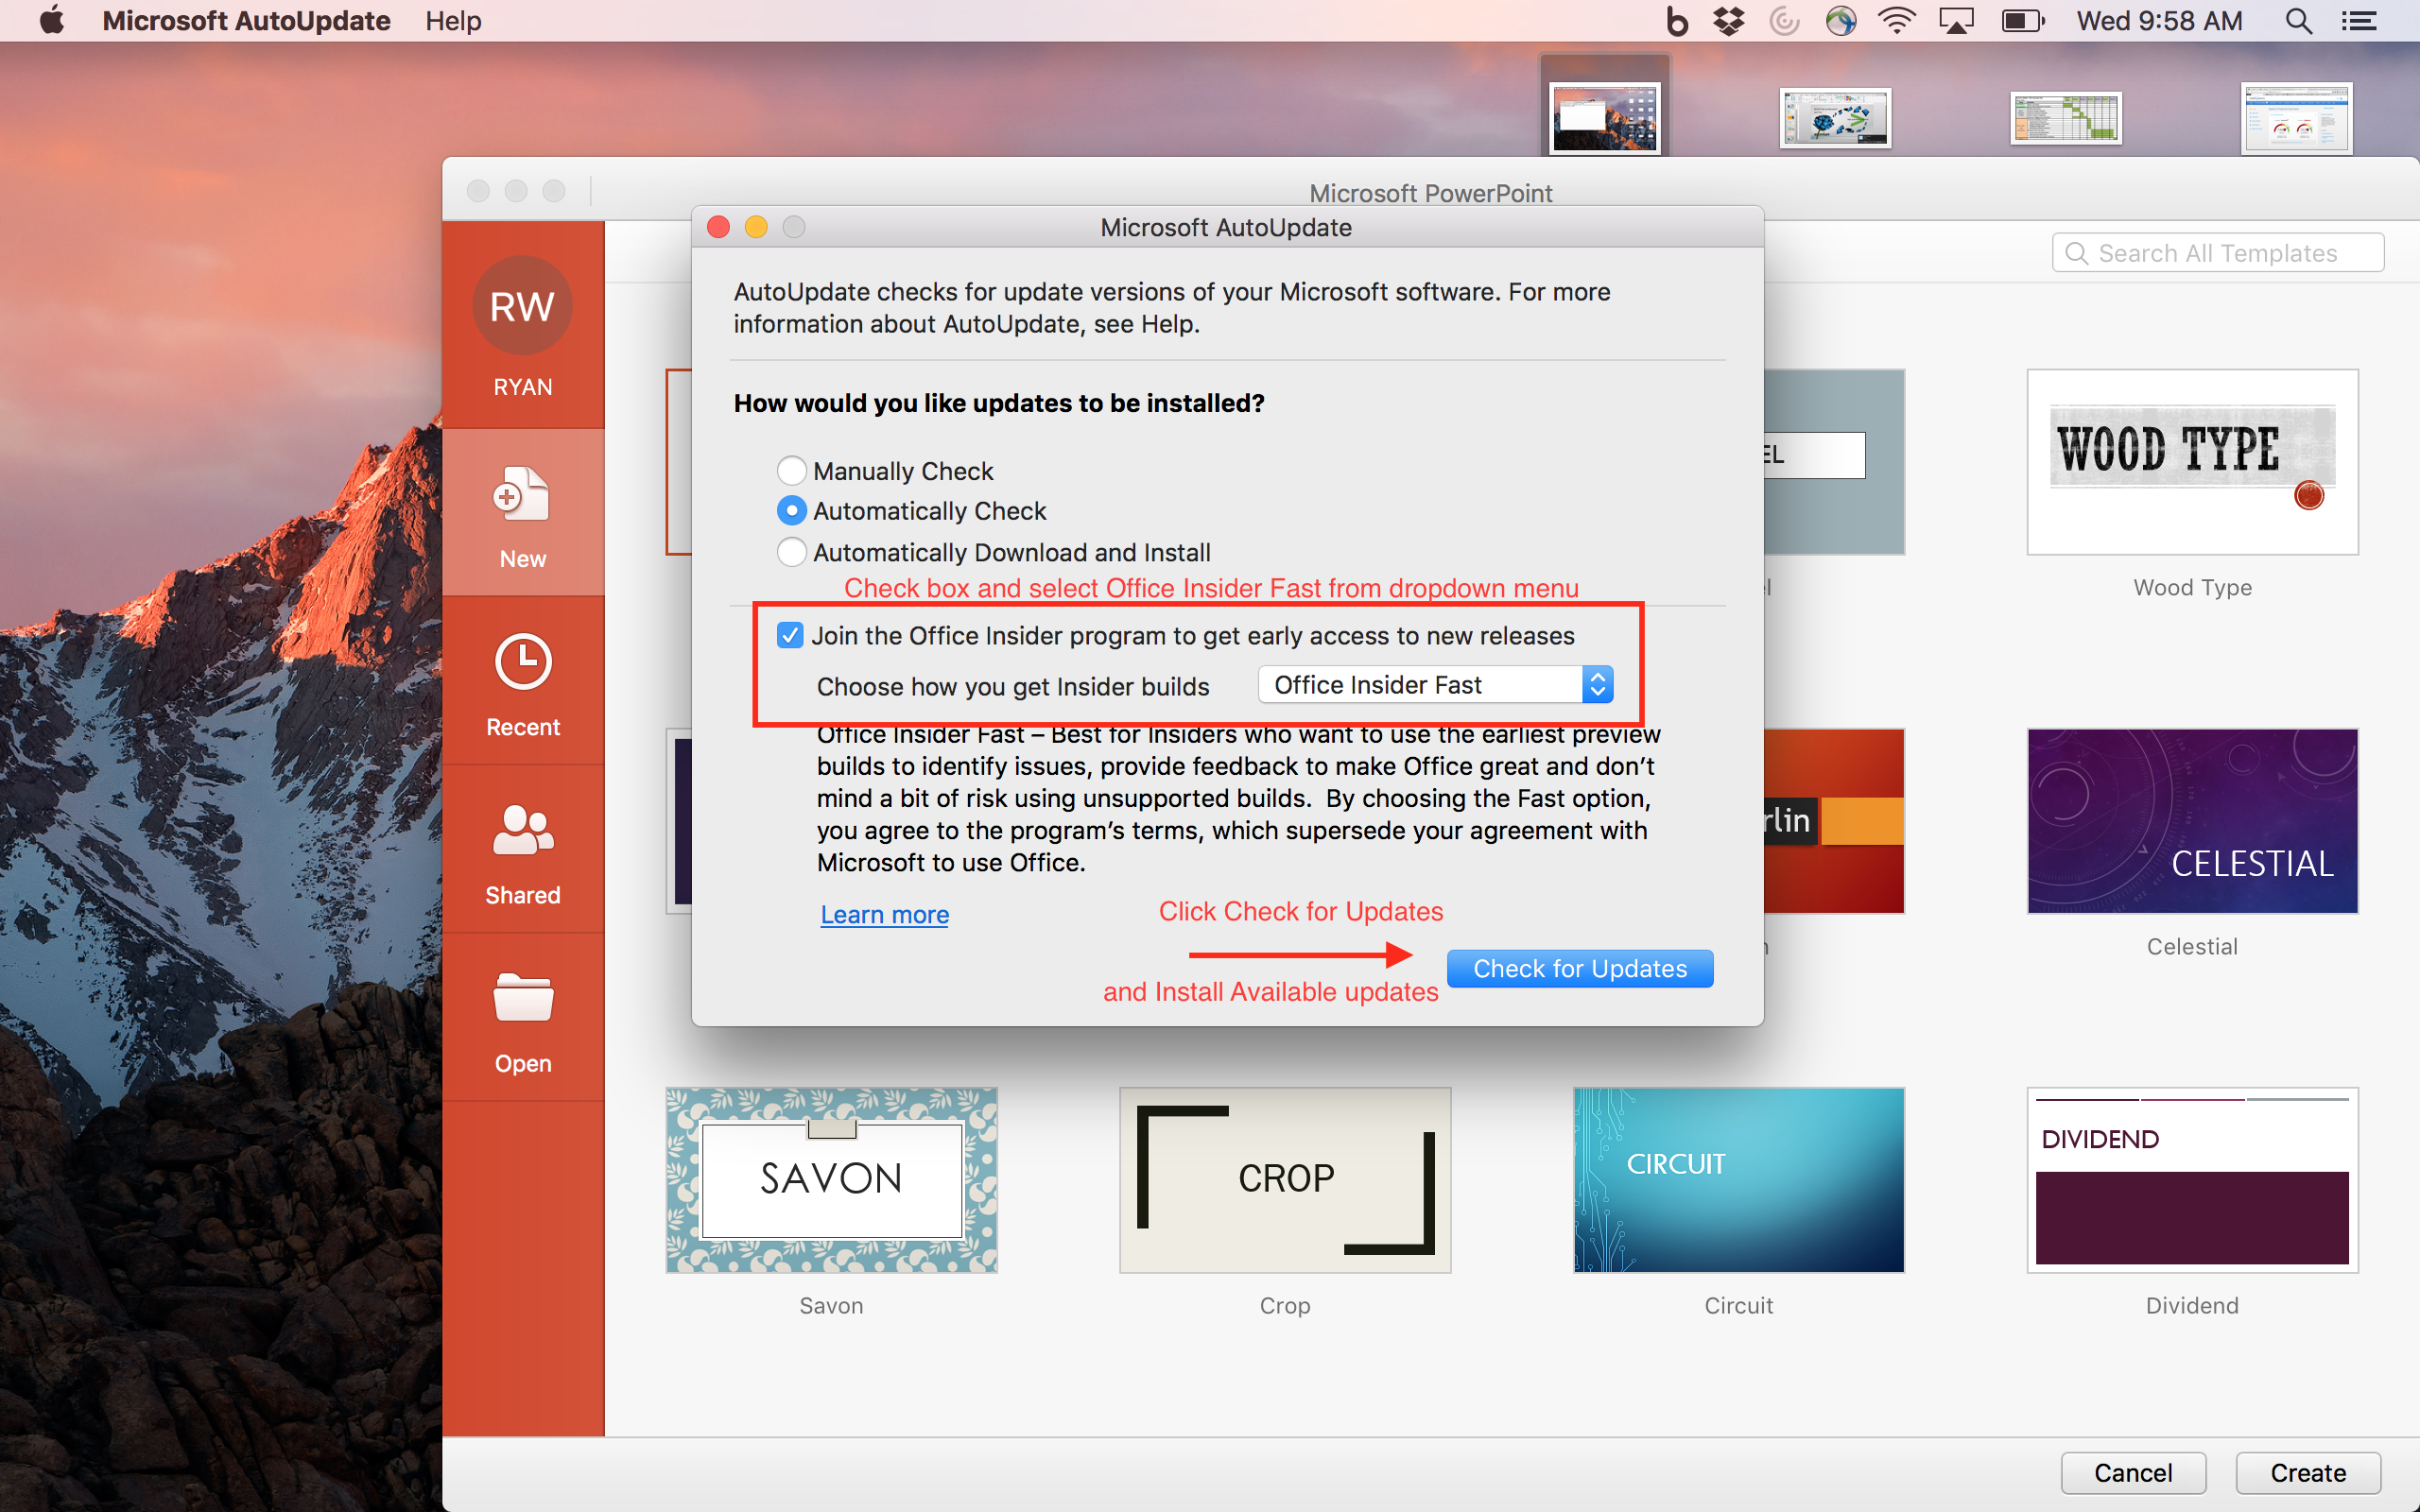 Microsoft AutoUpdate Help
Wed 9:58 AM
Microsoft PowerPoint
Microsoft AutoUpdate
Search All Templates
AutoUpdate checks for update versions of your Microsoft software. For more
information about AutoUpdate, see Help.
RW
RYAN
How would you like updates to be installed?
Manually Check
Automatically Check
Automatically Download and Install
Check box and select Office Insider Fast from dropdown menu
Join the Office Insider program to get early access to new releases
Choose how you get Insider builds
Office Insider Fast
Office Insider Fast – Best for Insiders who want to use the earliest preview
builds to identify issues, provide feedback to make Office great and don’t
mind a bit of risk using unsupported builds. By choosing the Fast option,
you agree to the program’s terms, which supersede your agreement with
Microsoft to use Office.
Learn more
Click Check for Updates
and Install Available updates
Check for Updates
New
Recent
Shared
Open
EL
WOOD TYPE
Wood Type
rlin
CELESTIAL
Celestial
SAVON
Savon
CROP
Crop
CIRCUIT
Circuit
DIVIDEND
Dividend
Cancel
Create